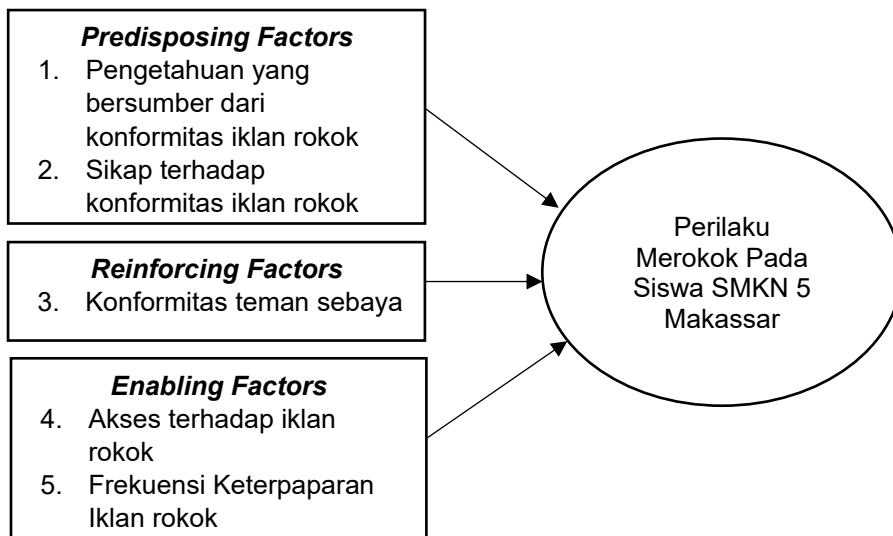 Predisposing Factors
1. Pengetahuan yang
bersumber dari
konformitas iklan rokok
2. Sikap terhadap
konformitas iklan rokok
Reinforcing Factors
3. Konformitas teman sebaya
Enabling Factors
4. Akses terhadap iklan
rokok
5. Frekuensi Keterpaparan
Iklan rokok
Perilaku
Merokok Pada
Siswa SMKN 5
Makassar